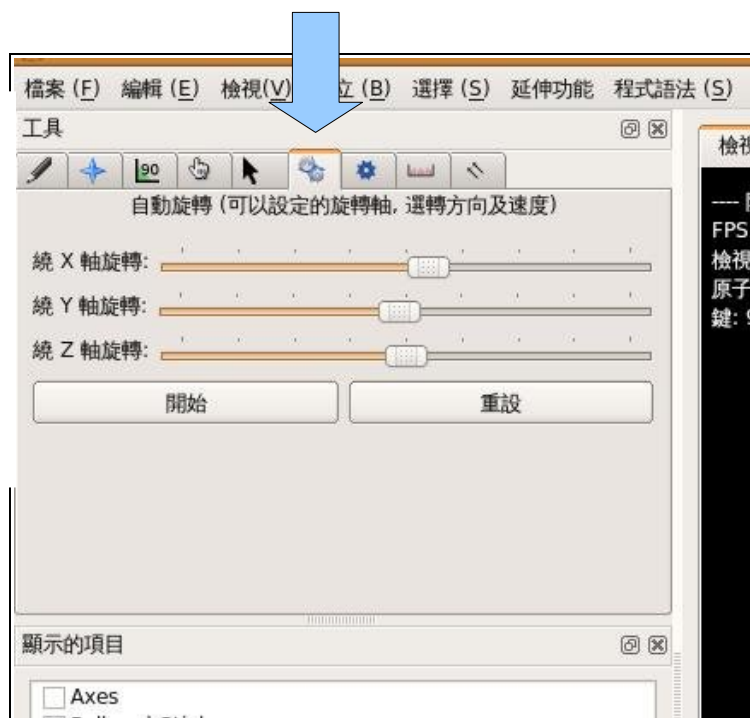 檔案 (F) 編輯 (E) 檢視(V) (B) 選擇 (S) 延伸功能 程式語法 (S)
工具
90
自動旋轉 (可以設定的旋轉軸, 選轉方向及速度)
繞 X 軸旋轉:
繞 Y 軸旋轉:
繞 Z 軸旋轉:
開始 重設
顯示的項目
Axes
檢視
----
FPS
檢視
原子
鍵: